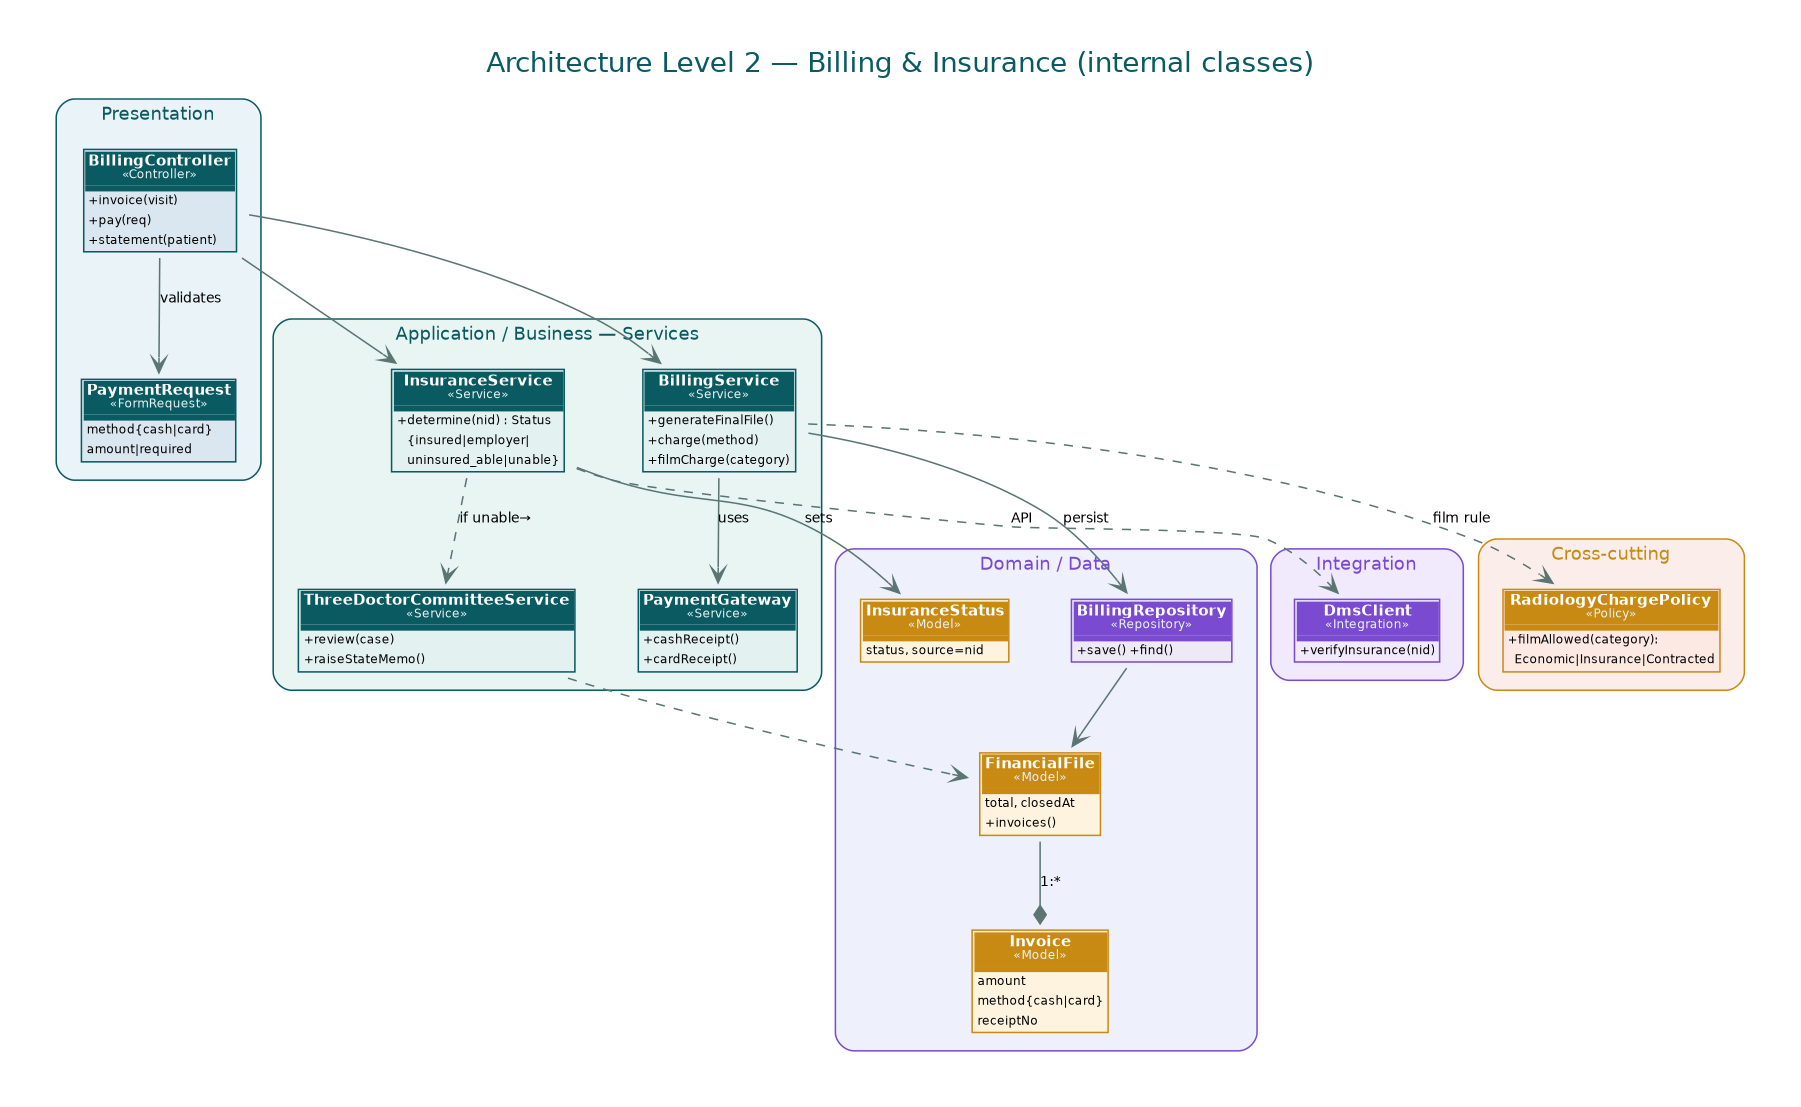 Architecture Level 2 — Billing & Insurance (internal classes)
Presentation
BillingController
«Controller»
+invoice(visit)
+pay(req)
+statement(patient)
validates
PaymentRequest
«FormRequest»
method{cash|card}
amount|required
Application / Business — Services
InsuranceService
«Service»
+determine(nid) : Status
{insured|employer|
uninsured_able|unable}
BillingService
«Service»
+generateFinalFile()
+charge(method)
+filmCharge(category)
if unable→
uses
sets
API
persist
film rule
ThreeDoctorCommitteeService
«Service»
+review(case)
+raiseStateMemo()
PaymentGateway
«Service»
+cashReceipt()
+cardReceipt()
Domain / Data
InsuranceStatus
«Model»
status, source=nid
BillingRepository
«Repository»
+save() +find()
Integration
DmsClient
«Integration»
+verifyInsurance(nid)
Cross-cutting
RadiologyChargePolicy
«Policy»
+filmAllowed(category):
Economic|Insurance|Contracted
FinancialFile
«Model»
total, closedAt
+invoices()
1:*
Invoice
«Model»
amount
method{cash|card}
receiptNo